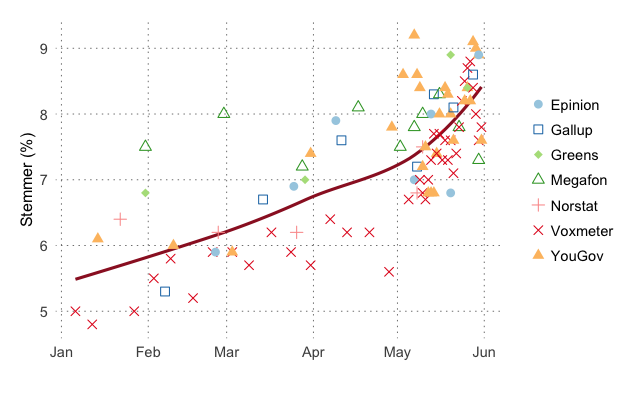 9
8
7
6
5
Stemmer (%)
Jan Feb Mar Apr May Jun
Epinion
Gallup
Greens
Megafon
Norstat
Voxmeter
YouGov